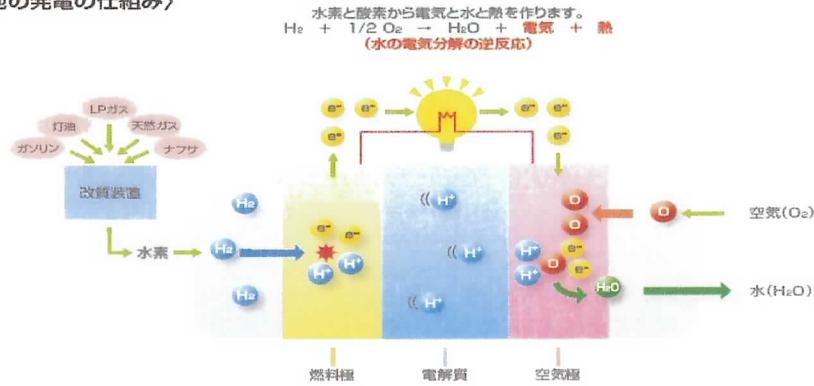 の発電の仕組み〉
水素と酸素から電気と水と熱を作ります。
H₂ + 1/2 O₂ → H₂O + 電気 + 熱
(水の電気分解の逆反応)
LPガス
灯油
天然ガス
ガソリン
ナフサ
改質装置
水素
H₂
H₂
H₂
e⁻
e⁻
e⁻
e⁻
e⁻
H⁺
H⁺
e⁻
e⁻
e⁻
H⁺
H⁺
H⁺
O
O
O
H⁺
H⁺
e⁻
e⁻
H₂O
O
空気(O₂)
水(H₂O)
燃料極
電解質
空気極